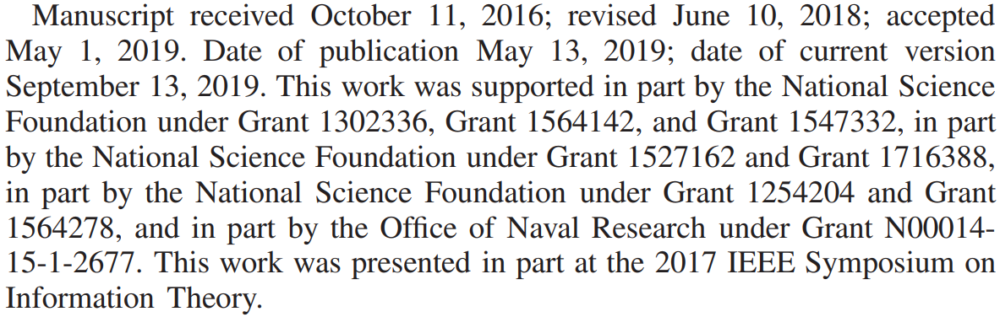 Manuscript received October 11, 2016; revised June 10, 2018; accepted
May 1, 2019. Date of publication May 13, 2019; date of current version
September 13, 2019. This work was supported in part by the National Science
Foundation under Grant 1302336, Grant 1564142, and Grant 1547332, in part
by the National Science Foundation under Grant 1527162 and Grant 1716388,
in part by the National Science Foundation under Grant 1254204 and Grant
1564278, and in part by the Office of Naval Research under Grant N00014-
15-1-2677. This work was presented in part at the 2017 IEEE Symposium on
Information Theory.